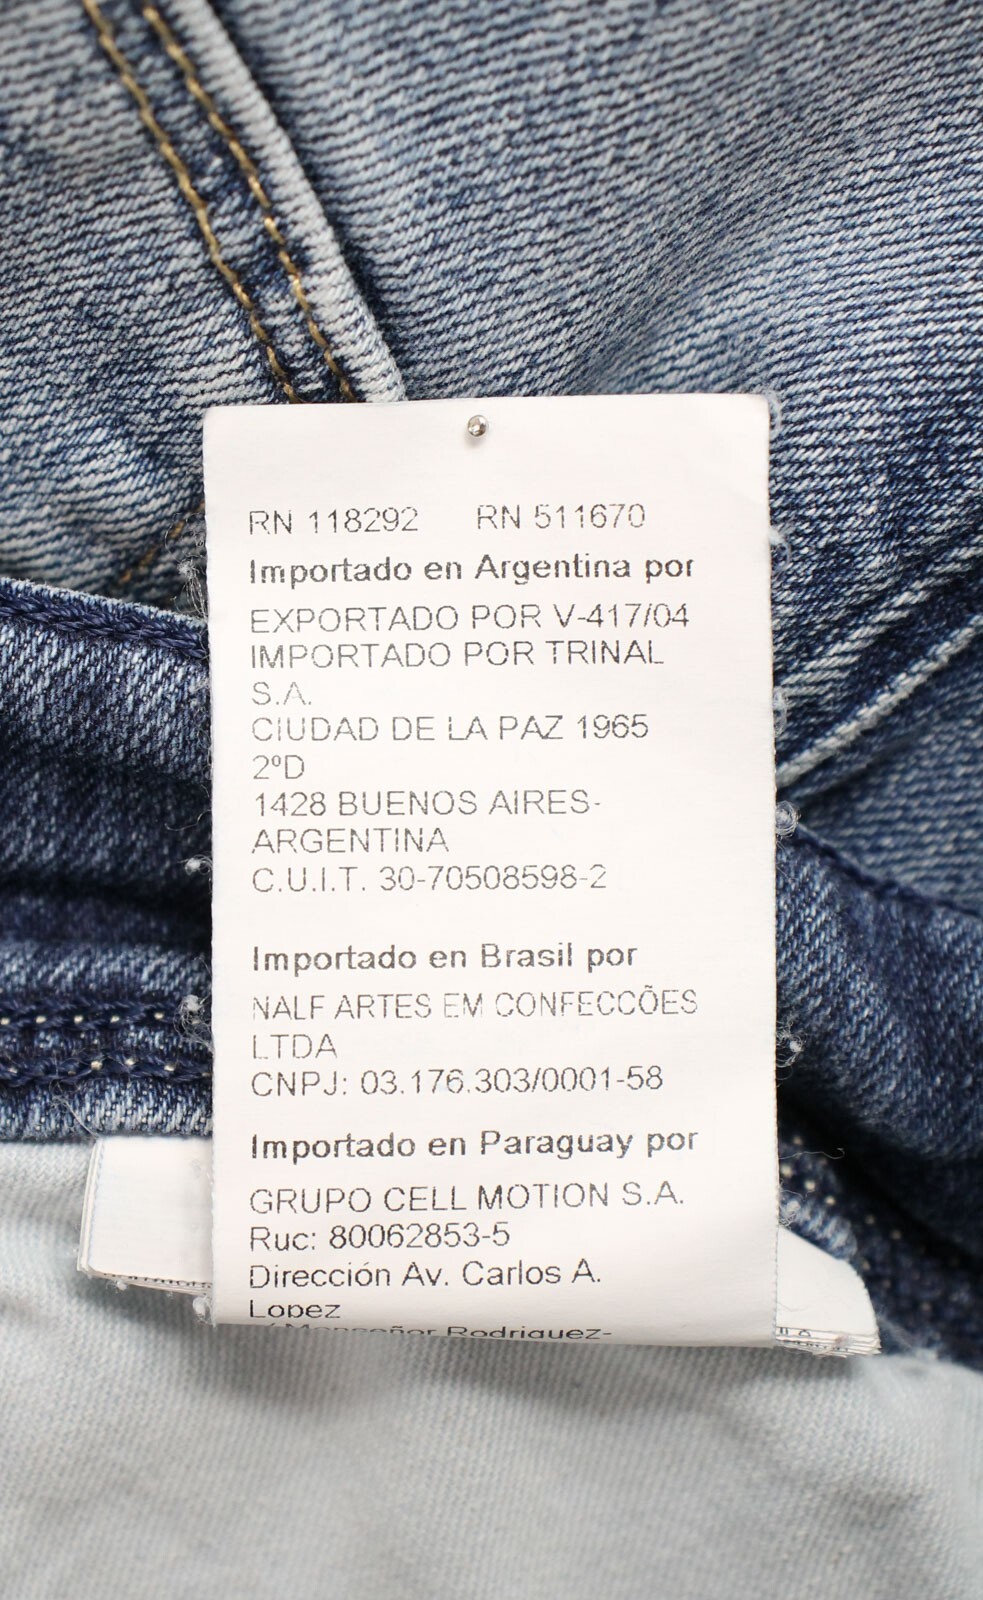 RN 118292 RN 511670
Importado en Argentina por
EXPORTADO POR V-417/04
IMPORTADO POR TRINAL
S.A.
CIUDAD DE LA PAZ 1965
2ºD
1428 BUENOS AIRES-
ARGENTINA
C.U.I.T. 30-70508598-2
Importado en Brasil por
NALF ARTES EM CONFECCÕES
LTDA
CNPJ: 03.176.303/0001-58
Importado en Paraguay por
GRUPO CELL MOTION S.A.
Ruc: 80062853-5
Dirección Av. Carlos A.
Lopez
Monseñor Rodriguez-